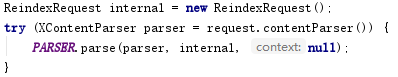 ReindexRequest internal = new ReindexRequest();
try (XContentParser parser = request.contentParser()) {
PARSER.parse(parser, internal, context: null);
}